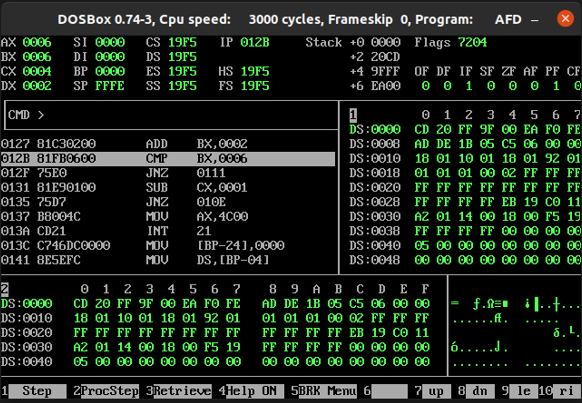 DOSBox 0.74-3, Cpu speed: 3000 cycles, Frameskip 0, Program: AFD
AX 0006 SI 0000 CS 19F5 IP 012B Stack +0 0000 Flags 7204
BX 0006 DI 0000 DS 19F5 +2 20CD
CX 0004 BP 0000 ES 19F5 HS 19F5 +4 9FFF OF DF IF SF ZF AF PF CF
DX 0002 SP FFFE SS 19F5 FS 19F5 +6 EA00 0 0 1 0 0 0 1 0
CMD >
0127 81C30200 ADD BX,0002
012B 81FB0600 CMP BX,0006
012F 75E0 JNZ 0111
0131 81E90100 SUB CX,0001
0135 75D7 JNZ 010E
0137 B8004C MOV AX,4C00
013A CD21 INT 21
013C C746DC0000 MOV [BP-24],0000
0141 8E5EFC MOV DS,[BP-04]
1 0 1 2 3 4 5 6 7
DS:0000 CD 20 FF 9F 00 EA F0 FE
DS:0008 AD DE 1B 05 C5 06 00 00
DS:0010 18 01 10 01 18 01 92 01
DS:0018 01 01 01 00 02 FF FF FF
DS:0020 FF FF FF FF FF FF FF FF
DS:0028 FF FF FF FF EB 19 C0 11
DS:0030 A2 01 14 00 18 00 F5 19
DS:0038 FF FF FF FF 00 00 00 00
DS:0040 05 00 00 00 00 00 00 00
DS:0048 00 00 00 00 00 00 00 00
2 0 1 2 3 4 5 6 7 8 9 A B C D E F
DS:0000 CD 20 FF 9F 00 EA F0 FE AD DE 1B 05 C5 06 00 00
DS:0010 18 01 10 01 18 01 92 01 01 01 01 00 02 FF FF FF
DS:0020 FF FF FF FF FF FF FF FF FF FF FF FF EB 19 C0 11
DS:0030 A2 01 14 00 18 00 F5 19 FF FF FF FF 00 00 00 00
DS:0040 05 00 00 00 00 00 00 00 00 00 00 00 00 00 00 00
1 Step 2ProcStep 3Retrieve 4Help ON 5BRK Menu 6 7 up 8 dn 9 le 10 ri